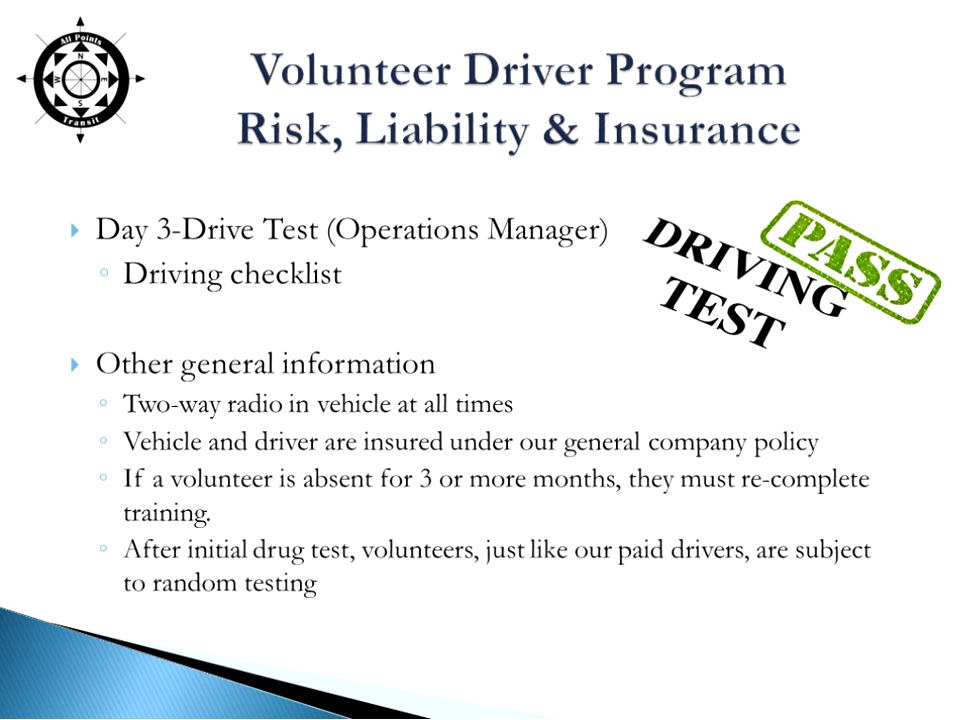 All Points
N
W E
S
Transit
Volunteer Driver Program
Risk, Liability & Insurance
Day 3-Drive Test (Operations Manager)
Driving checklist
DRIVING
TEST
PASS
Other general information
Two-way radio in vehicle at all times
Vehicle and driver are insured under our general company policy
If a volunteer is absent for 3 or more months, they must re-complete
training.
After initial drug test, volunteers, just like our paid drivers, are subject
to random testing